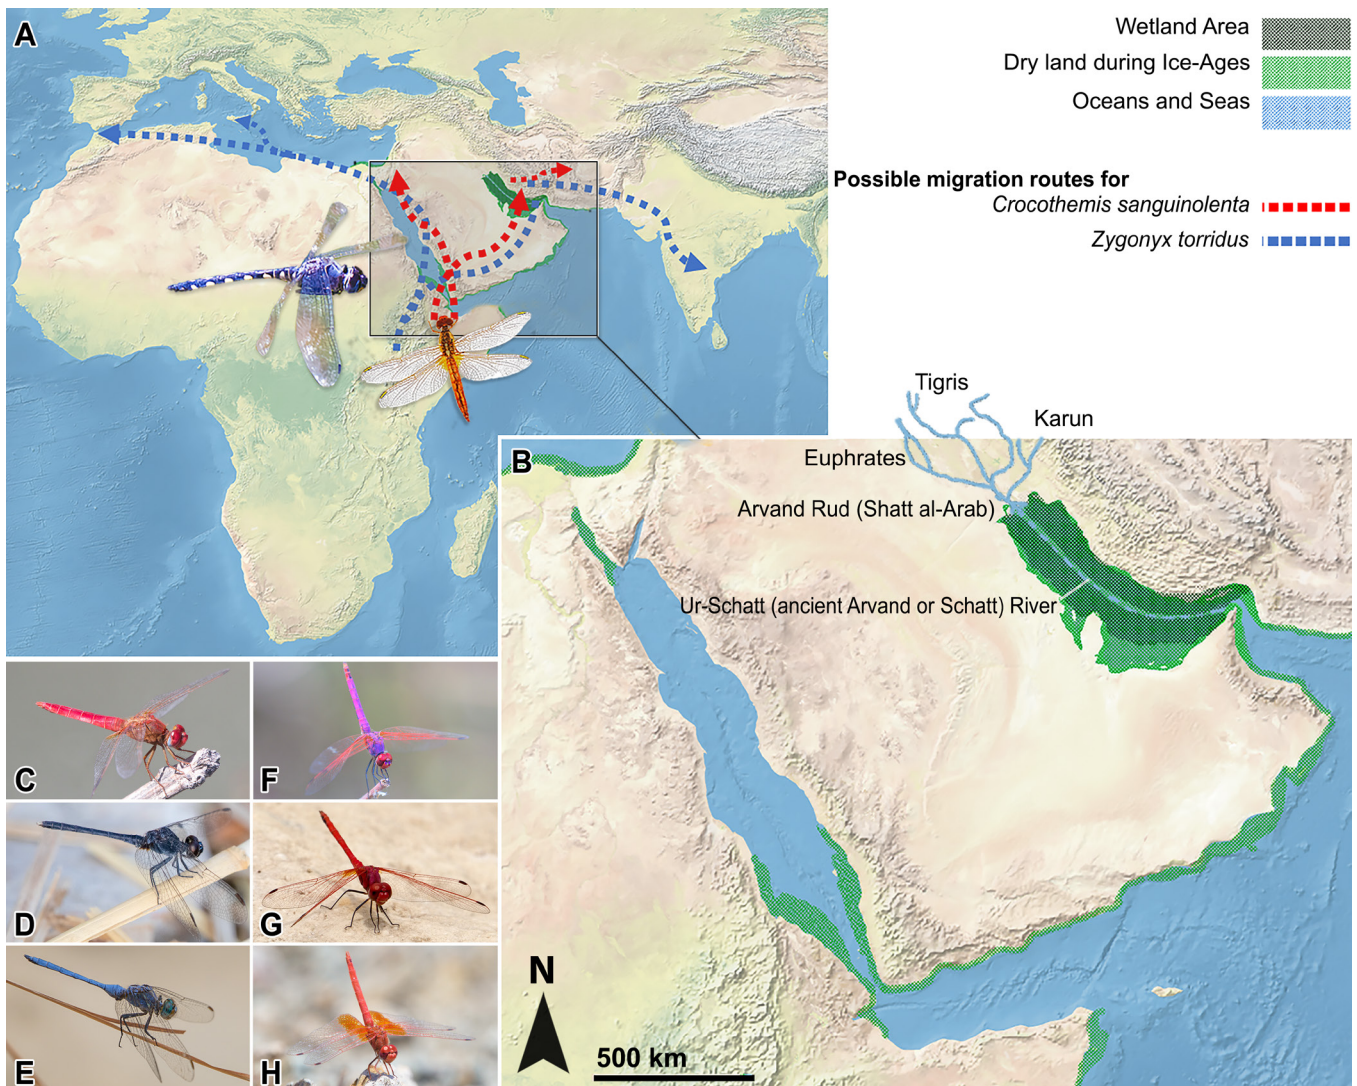 A
Wetland Area
Dry land during Ice-Ages
Oceans and Seas
Possible migration routes for
Crocothemis sanguinolenta
Zygonyx torridus
Tigris
Karun
B
Euphrates
Arvand Rud (Shatt al-Arab)
Ur-Schatt (ancient Arvand or Schatt) River
C
F
D
G
E
H
N
500 km